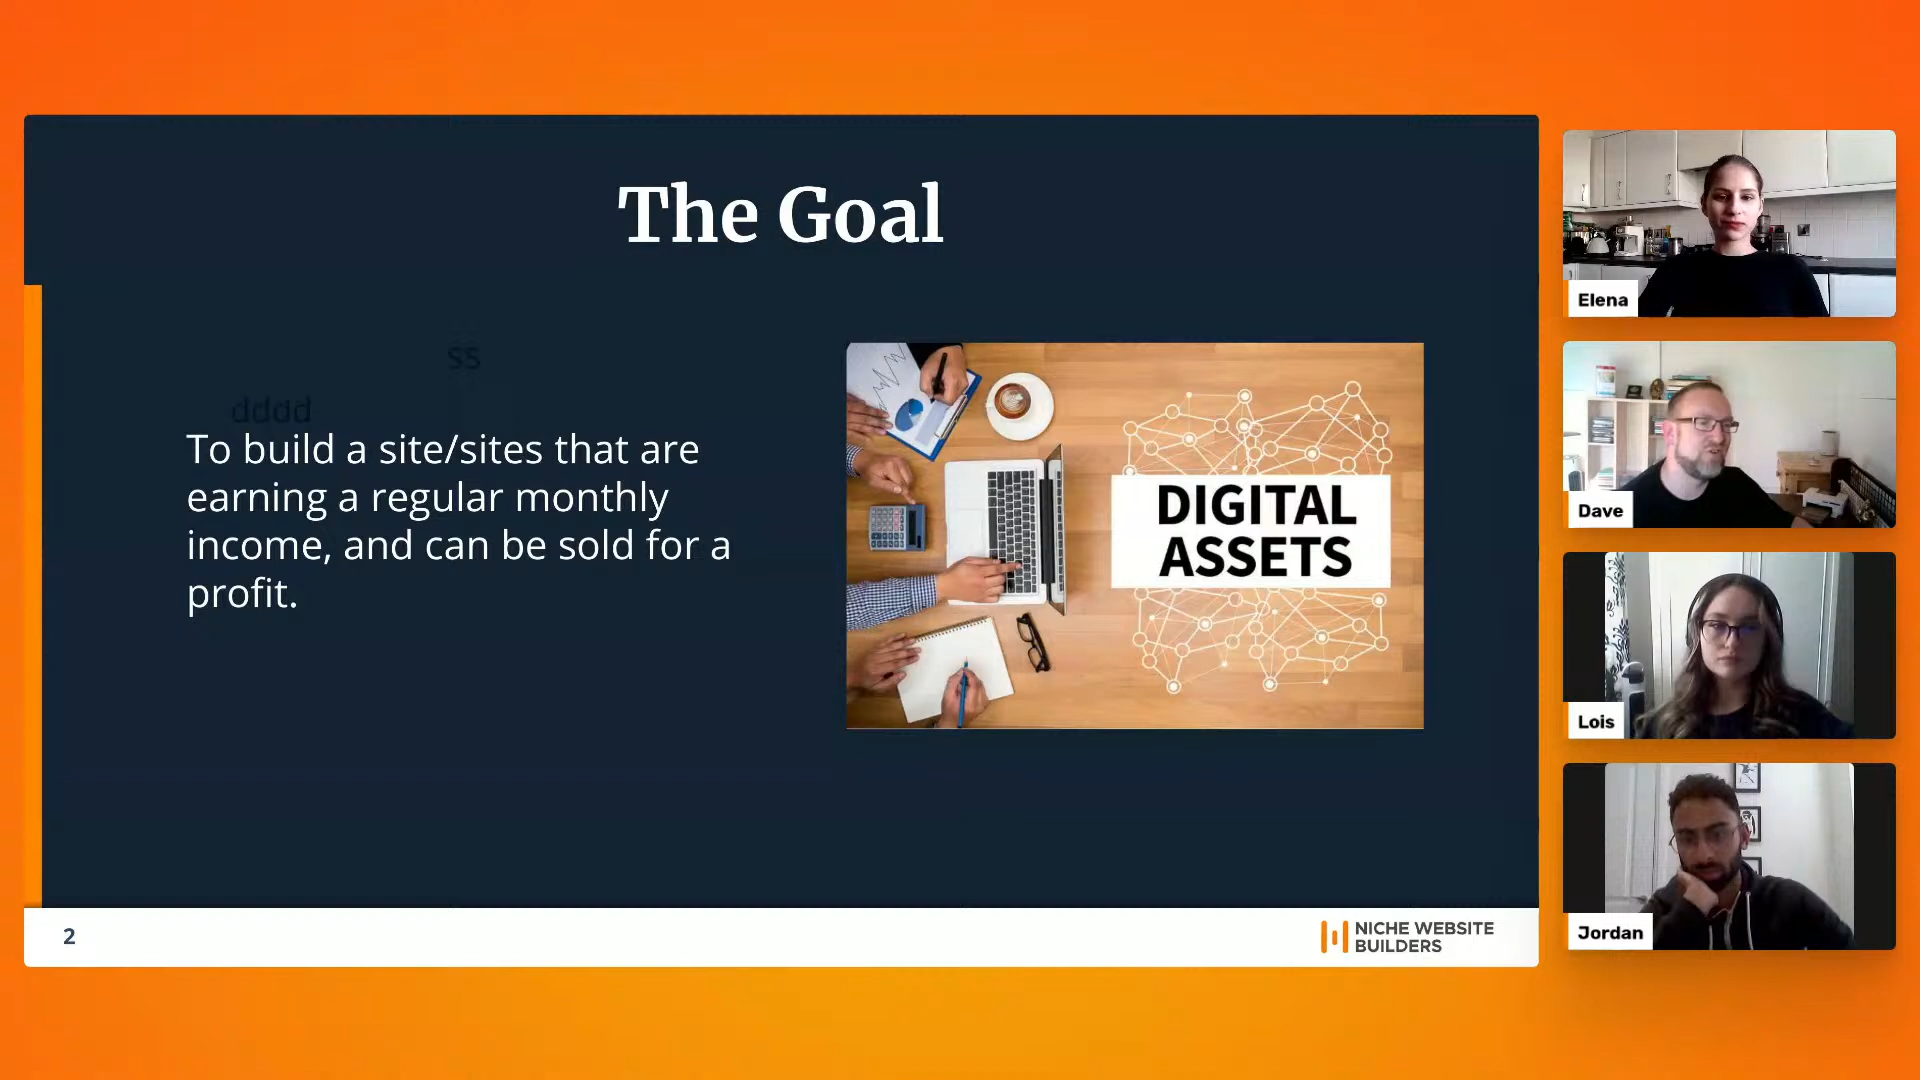 The Goal
ss
dddd
To build a site/sites that are
earning a regular monthly
income, and can be sold for a
profit.
DIGITAL
ASSETS
2
NICHE WEBSITE
BUILDERS
Elena
Dave
Lois
Jordan